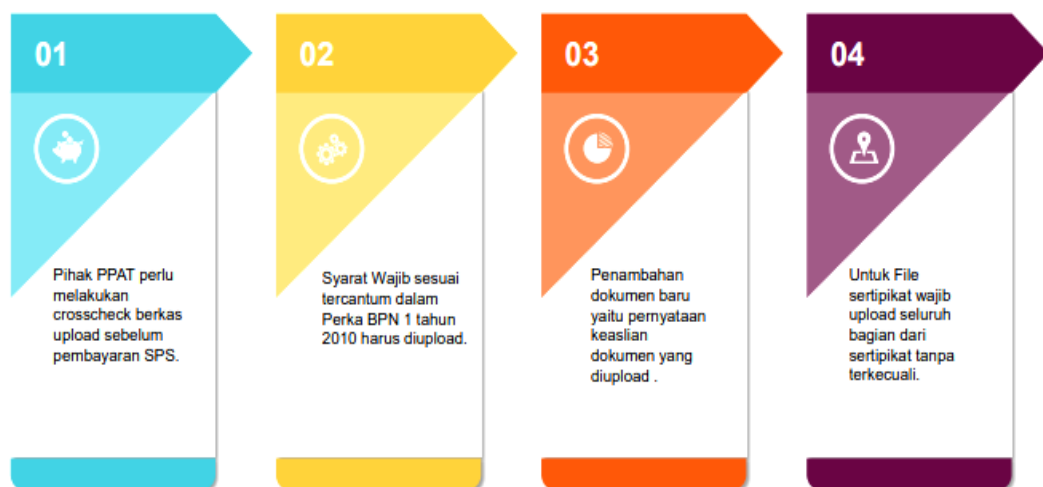 01
Pihak PPAT perlu
melakukan
crosscheck berkas
upload sebelum
pembayaran SPS.
02
Syarat Wajib sesuai
tercantum dalam
Perka BPN 1 tahun
2010 harus diupload.
03
Penambahan
dokumen baru
yaitu pernyataan
keaslian
dokumen yang
diupload .
04
Untuk File
sertipikat wajib
upload seluruh
bagian dari
sertipikat tanpa
terkecuali.